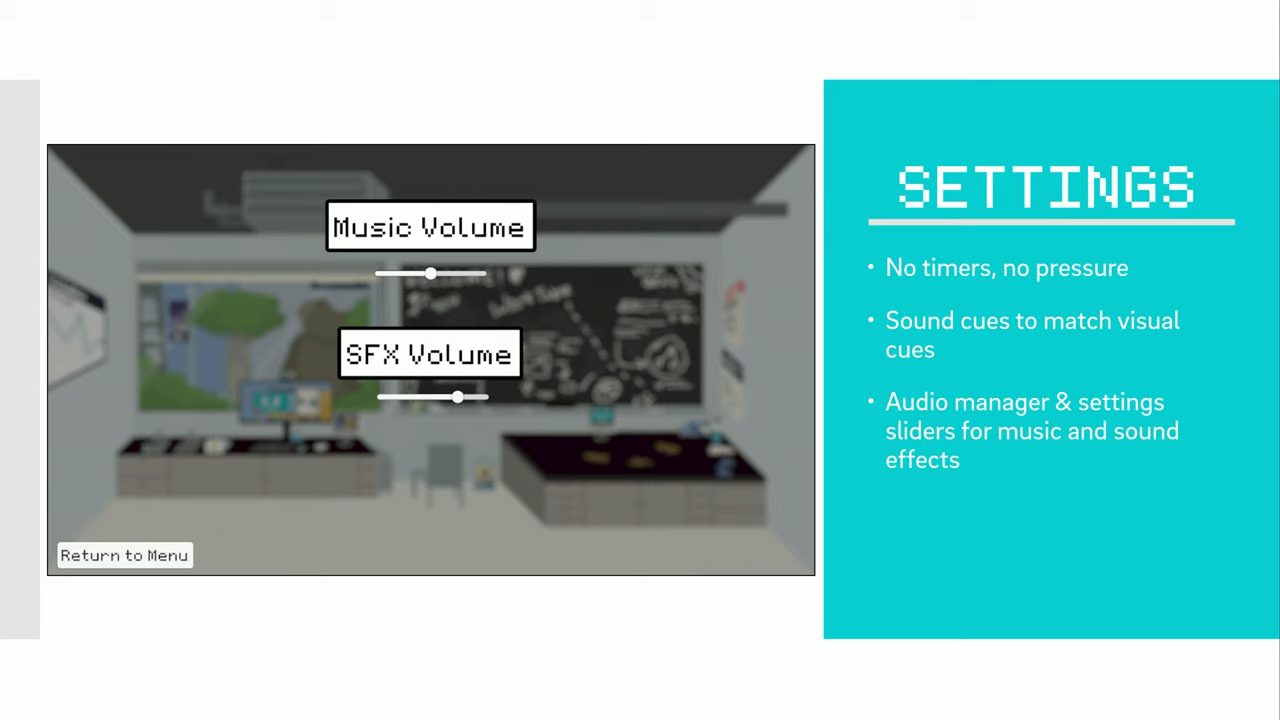 Music Volume
SFX Volume
Return to Menu
SETTINGS
• No timers, no pressure
• Sound cues to match visual
cues
• Audio manager & settings
sliders for music and sound
effects